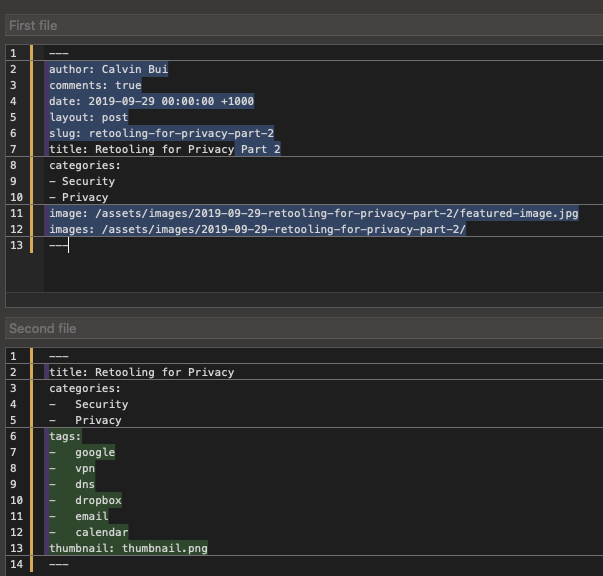 First file
1 ---
2 author: Calvin Bui
3 comments: true
4 date: 2019-09-29 00:00:00 +1000
5 layout: post
6 slug: retooling-for-privacy-part-2
7 title: Retooling for Privacy Part 2
8 categories:
9 - Security
10 - Privacy
11 image: /assets/images/2019-09-29-retooling-for-privacy-part-2/featured-image.jpg
12 images: /assets/images/2019-09-29-retooling-for-privacy-part-2/
13 ---
Second file
1 ---
2 title: Retooling for Privacy
3 categories:
4 -   Security
5 -   Privacy
6 tags:
7 -   google
8 -   vpn
9 -   dns
10 -   dropbox
11 -   email
12 -   calendar
13 thumbnail: thumbnail.png
14 ---